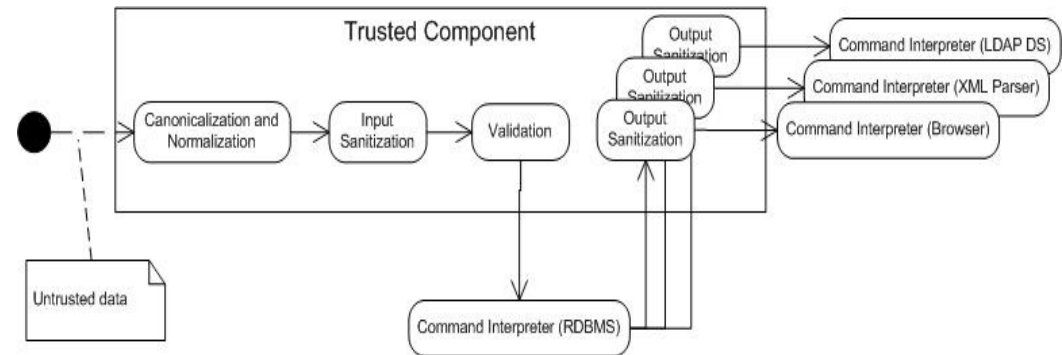 Trusted Component
Output
Sanitization
Command Interpreter (LDAP DS)
Output
Sanitization
Command Interpreter (XML Parser)
Canonicalization and
Normalization
Input
Sanitization
Validation
Output
Sanitization
Command Interpreter (Browser)
Untrusted data
Command Interpreter (RDBMS)